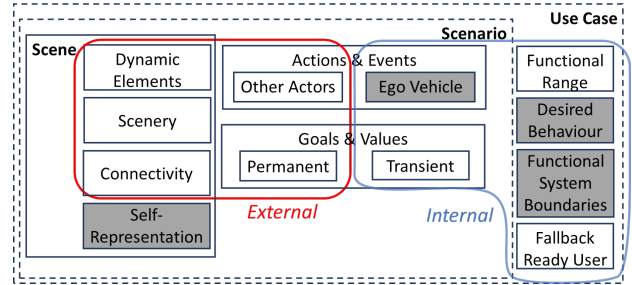 Use Case
Scenario
Scene
Dynamic
Elements
Scenery
Connectivity
Self-
Representation
Actions & Events
Other Actors
Ego Vehicle
Goals & Values
Permanent
Transient
External
Internal
Functional
Range
Desired
Behaviour
Functional
System
Boundaries
Fallback
Ready User